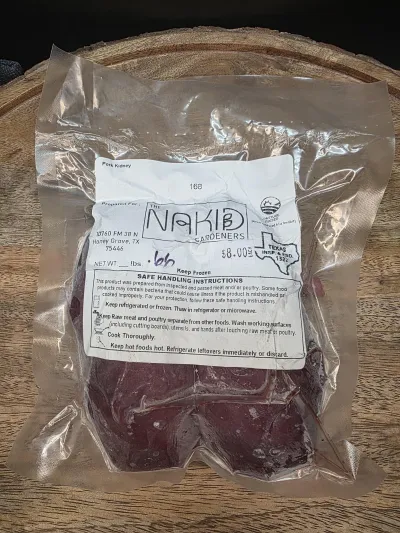 Pork Kidney
168
Prepared For:
THE
NAKID
GARDENERS
10760 FM 38 N
Honey Grove, TX
75446
$8.00
TEXAS
NET WT. __ lbs. .66
Keep Frozen
SAFE HANDLING INSTRUCTIONS
This product was prepared from inspected and passed meat and/or poultry. Some food
products may contain bacteria that could cause illness if the product is mishandled or
cooked improperly. For your protection, follow these safe handling instructions.
Keep refrigerated or frozen. Thaw in refrigerator or microwave.
Keep Raw meat and poultry separate from other foods. Wash working surfaces
(including cutting boards), utensils, and hands after touching raw meat or poultry.
Cook Thoroughly.
Keep hot foods hot. Refrigerate leftovers immediately or discard.